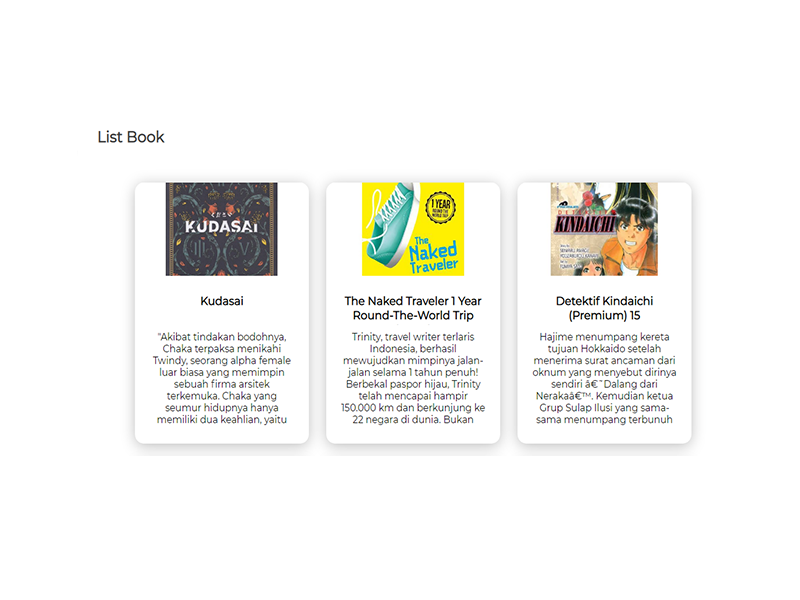 List Book
KUDASAI
1 YEAR
ROUND-THE-WORLD TRIP
The
Naked
Traveler
KINDAICHI
Kudasai
The Naked Traveler 1 Year
Round-The-World Trip
Detektif Kindaichi
(Premium) 15
"Akibat tindakan bodohnya,
Chaka terpaksa menikahi
Twindy, seorang alpha female
luar biasa yang memimpin
sebuah firma arsitek
terkemuka. Chaka yang
seumur hidupnya hanya
memiliki dua keahlian, yaitu
Trinity, travel writer terlaris
Indonesia, berhasil
mewujudkan mimpinya jalan-
jalan selama 1 tahun penuh!
Berbekal paspor hijau, Trinity
telah mencapai hampir
150.000 km dan berkunjung ke
22 negara di dunia. Bukan
Hajime menumpang kereta
tujuan Hokkaido setelah
menerima surat ancaman dari
oknum yang menyebut dirinya
sendiri â€˜Dalang dari
Nerakaâ€™. Kemudian ketua
Grup Sulap Ilusi yang sama-
sama menumpang terbunuh